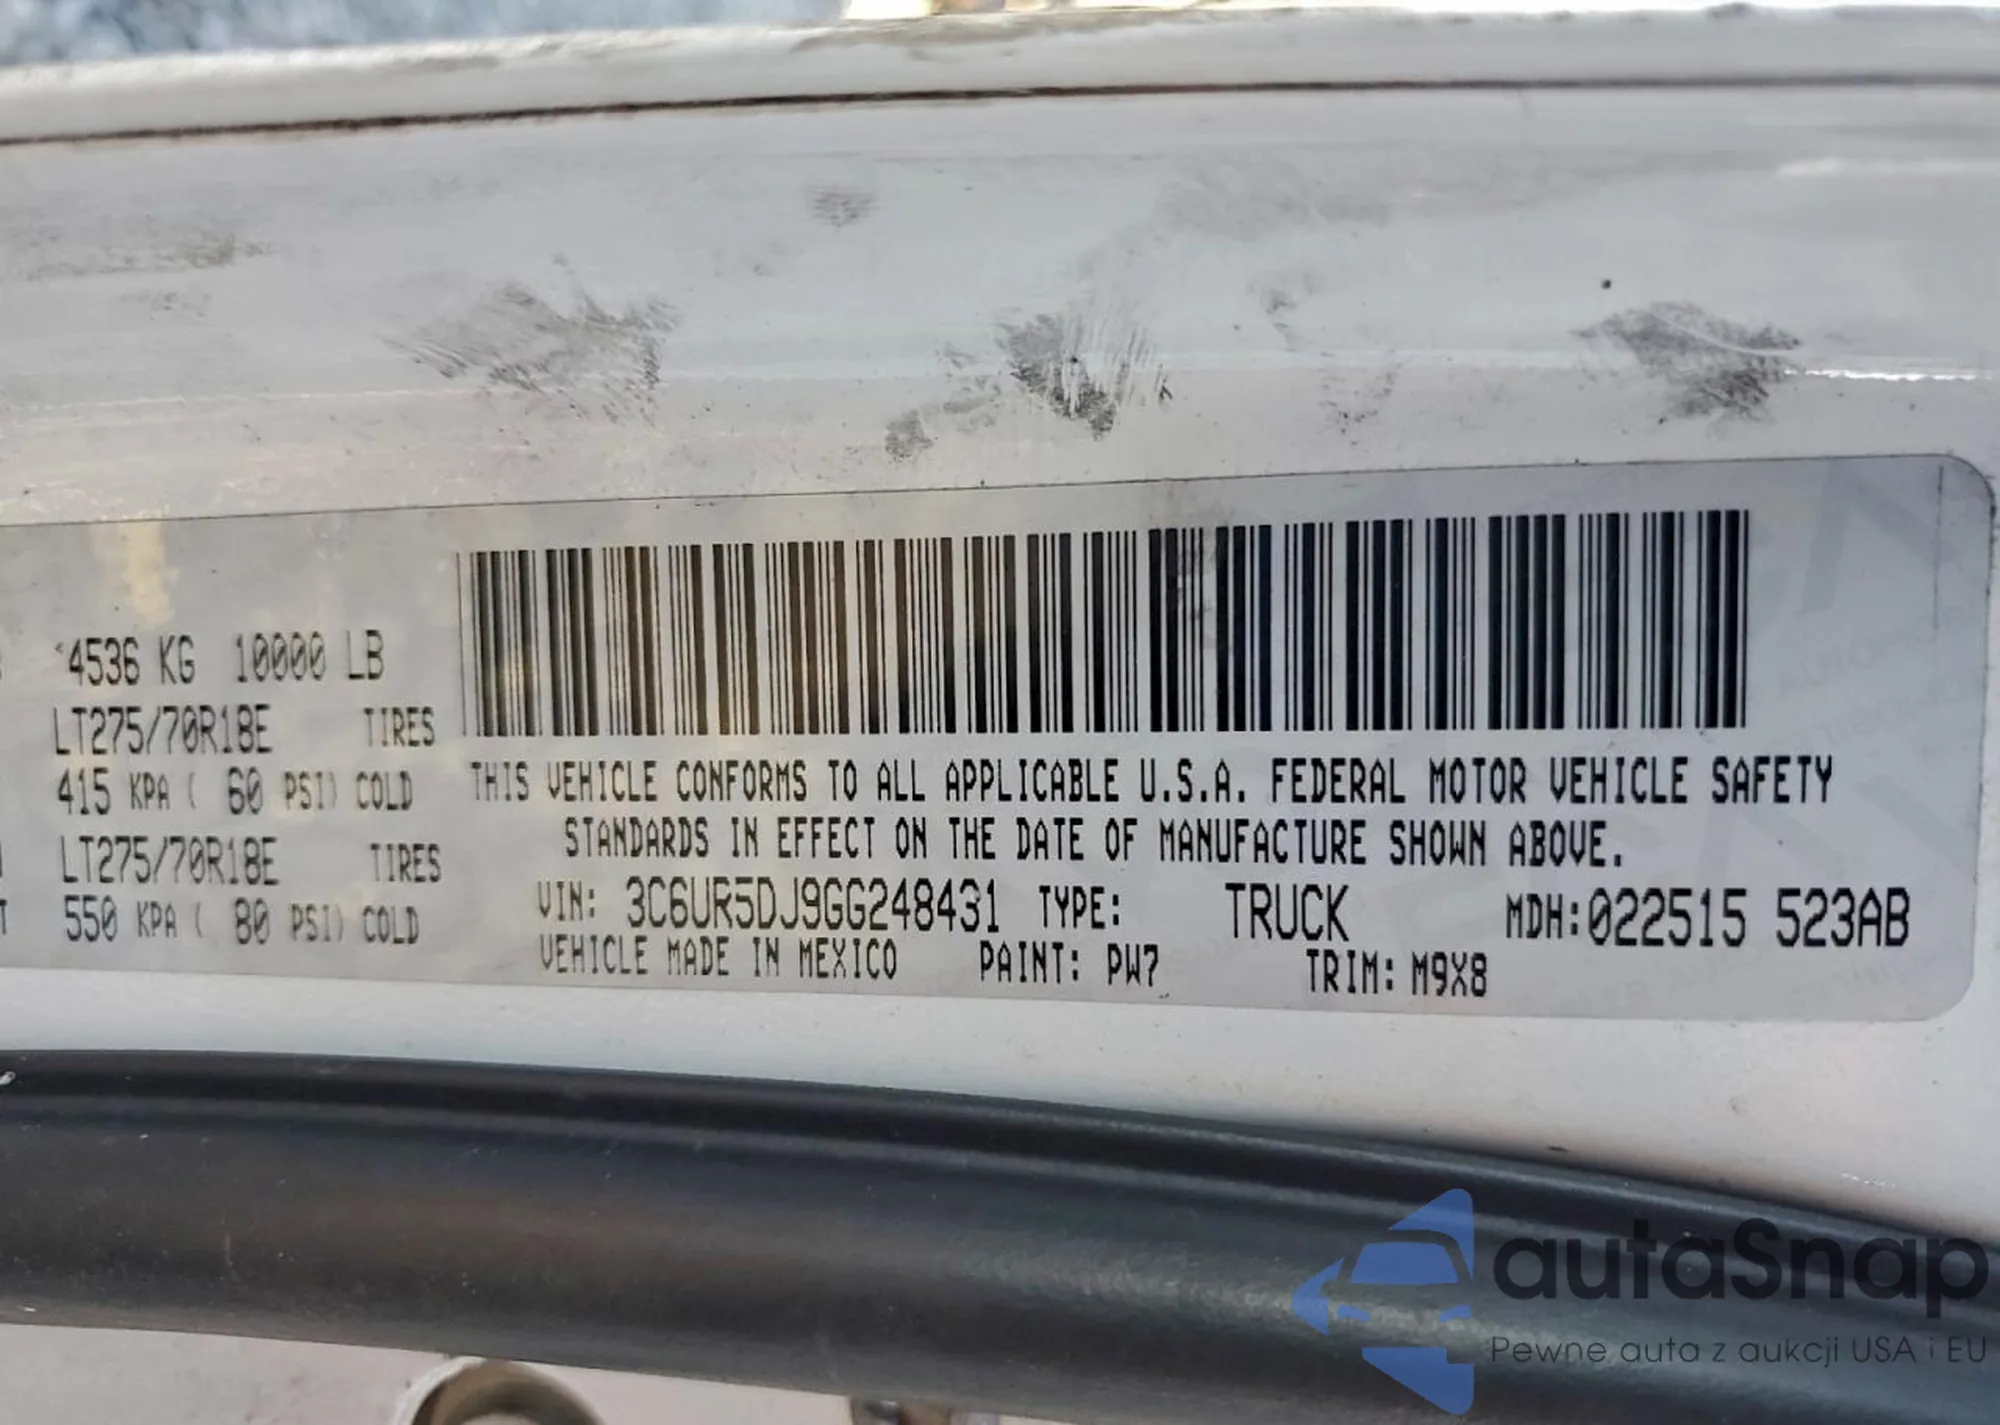 4536 KG 10000 LB
LT275/70R18E TIRES
415 KPA ( 60 PSI) COLD
LT275/70R18E TIRES
550 KPA ( 80 PSI) COLD
THIS VEHICLE CONFORMS TO ALL APPLICABLE U.S.A. FEDERAL MOTOR VEHICLE SAFETY
STANDARDS IN EFFECT ON THE DATE OF MANUFACTURE SHOWN ABOVE.
VIN: 3C6UR5DJ9GG248431 TYPE: TRUCK MDH:022515 523AB
VEHICLE MADE IN MEXICO PAINT: PW7 TRIM: M9X8
autaSnap
Pewne auta z aukcji USA i EU